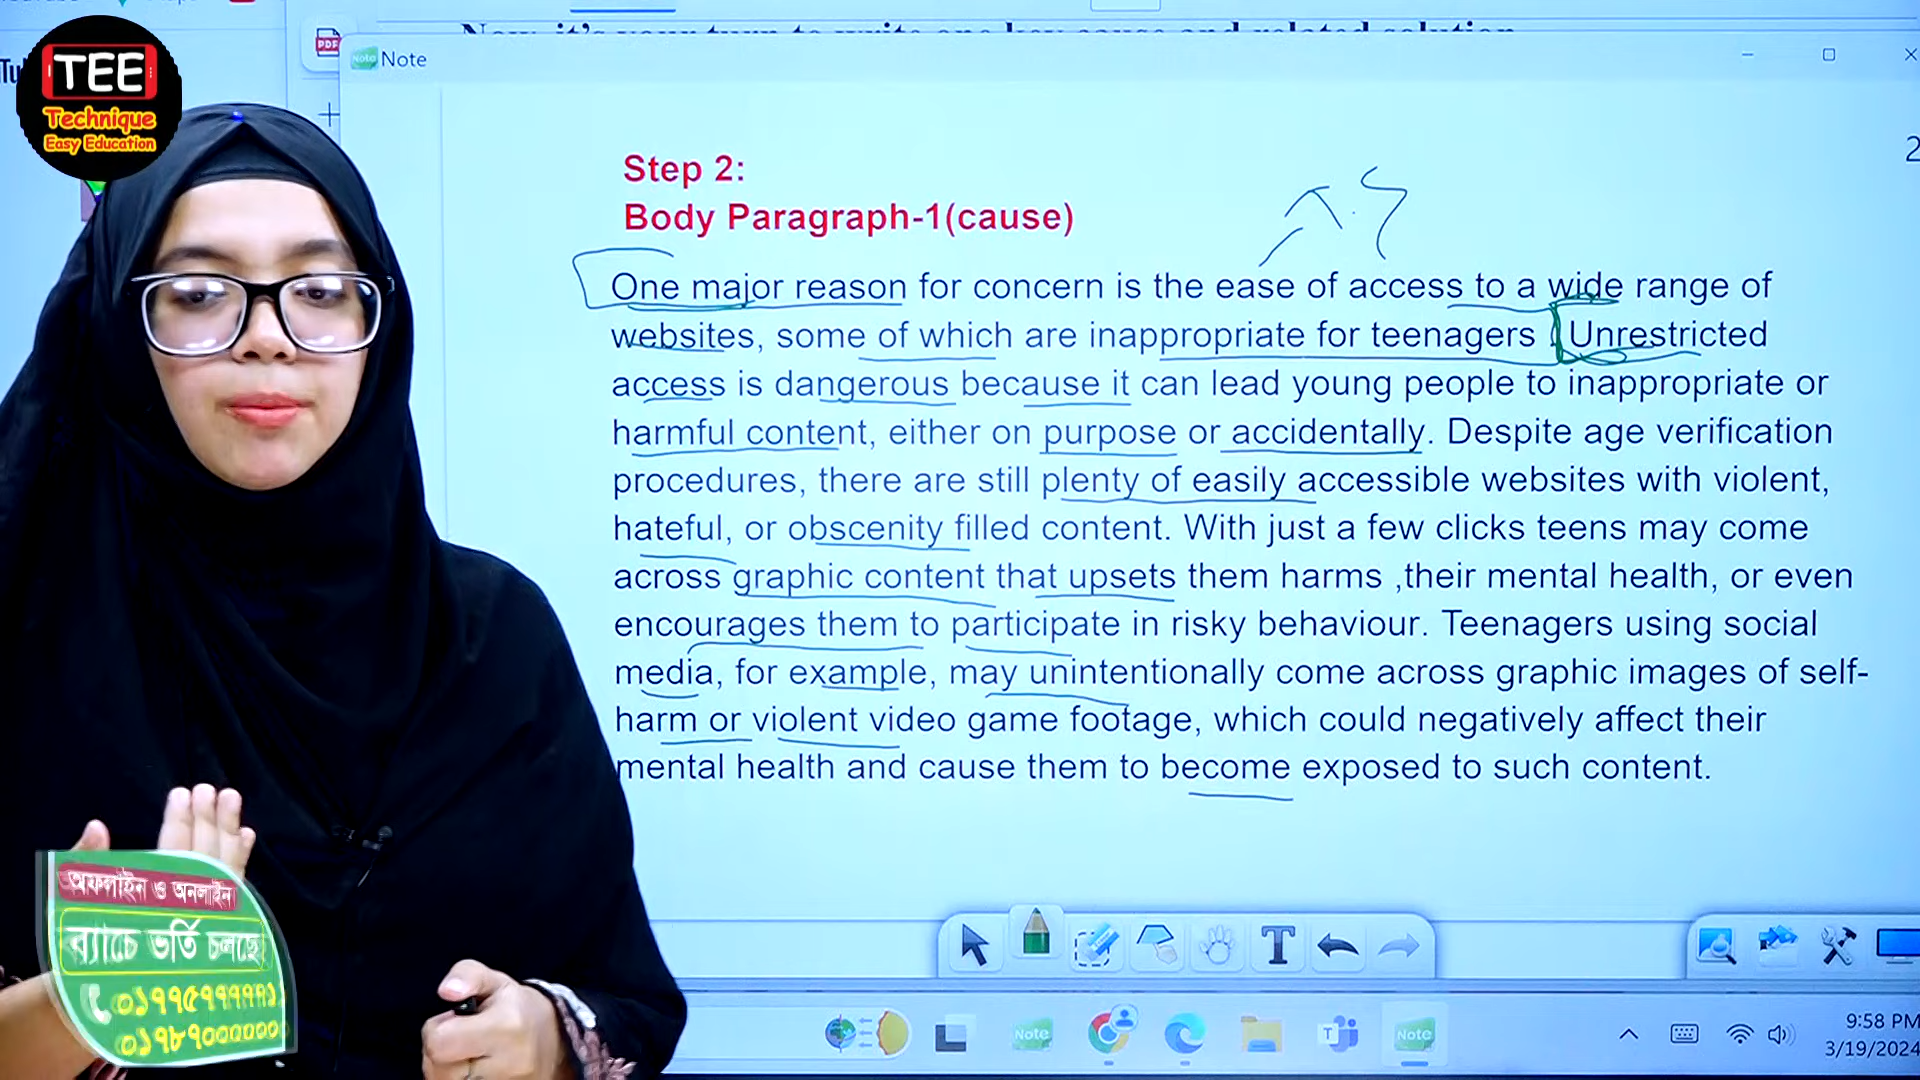 TEE
Technique
Easy Education
Note
Step 2:
Body Paragraph-1(cause)
One major reason for concern is the ease of access to a wide range of
websites, some of which are inappropriate for teenagers. Unrestricted
access is dangerous because it can lead young people to inappropriate or
harmful content, either on purpose or accidentally. Despite age verification
procedures, there are still plenty of easily accessible websites with violent,
hateful, or obscenity filled content. With just a few clicks teens may come
across graphic content that upsets them harms ,their mental health, or even
encourages them to participate in risky behaviour. Teenagers using social
media, for example, may unintentionally come across graphic images of self-
harm or violent video game footage, which could negatively affect their
mental health and cause them to become exposed to such content.
অফলাইন ও অনলাইন
ব্যাচে ভর্তি চলছে
9:58 PM
3/19/2024